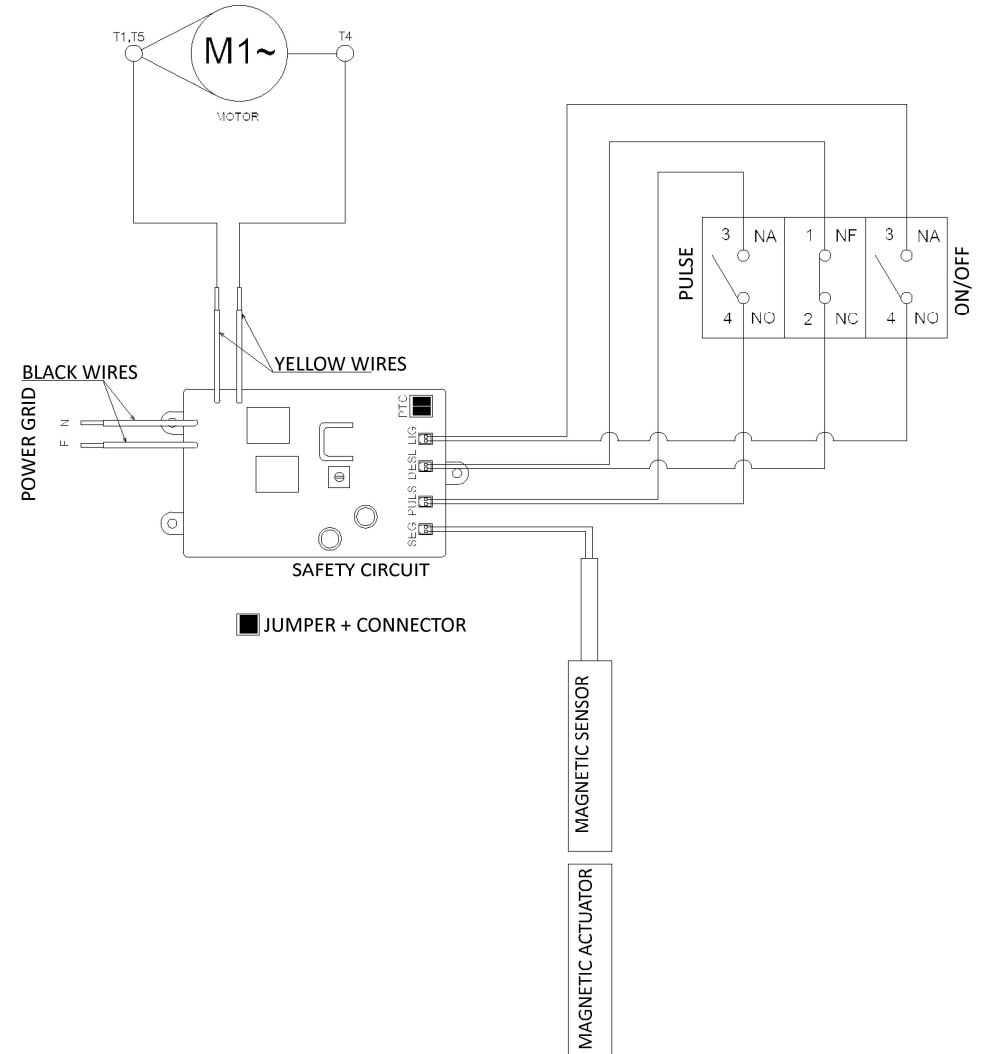 T1,T5
M1~
T4
MOTOR
3 NA
1 NF
3 NA
PULSE
ON/OFF
4 NO
2 NC
4 NO
YELLOW WIRES
BLACK WIRES
POWER GRID
N
F
PTC
LIG
DESL
PULS
SEG
SAFETY CIRCUIT
JUMPER + CONNECTOR
MAGNETIC SENSOR
MAGNETIC ACTUATOR